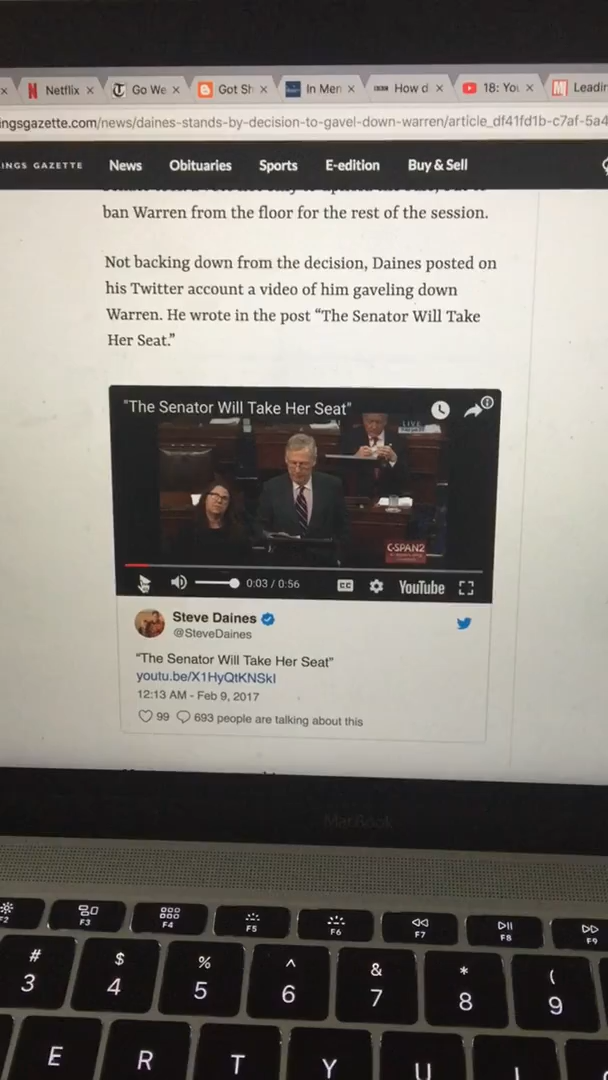 Netflix
Go We
Got Sh
In Men
How d
18: You
Leadin
ingsgazette.com/news/daines-stands-by-decision-to-gavel-down-warren/article_df41fd1b-c7af-5a4
INGS GAZETTE
News
Obituaries
Sports
E-edition
Buy & Sell
ban Warren from the floor for the rest of the session.
Not backing down from the decision, Daines posted on
his Twitter account a video of him gaveling down
Warren. He wrote in the post “The Senator Will Take
Her Seat.”
"The Senator Will Take Her Seat"
LIVE
C-SPAN2
0:03 / 0:56
CC
YouTube
Steve Daines
@SteveDaines
“The Senator Will Take Her Seat”
youtu.be/X1HyQtKNSkI
12:13 AM - Feb 9, 2017
99 693 people are talking about this
MacBook
F2 F3 F4 F5 F6 F7 F8 F9
# $ % ^ & * (
3 4 5 6 7 8 9
E R T Y U I